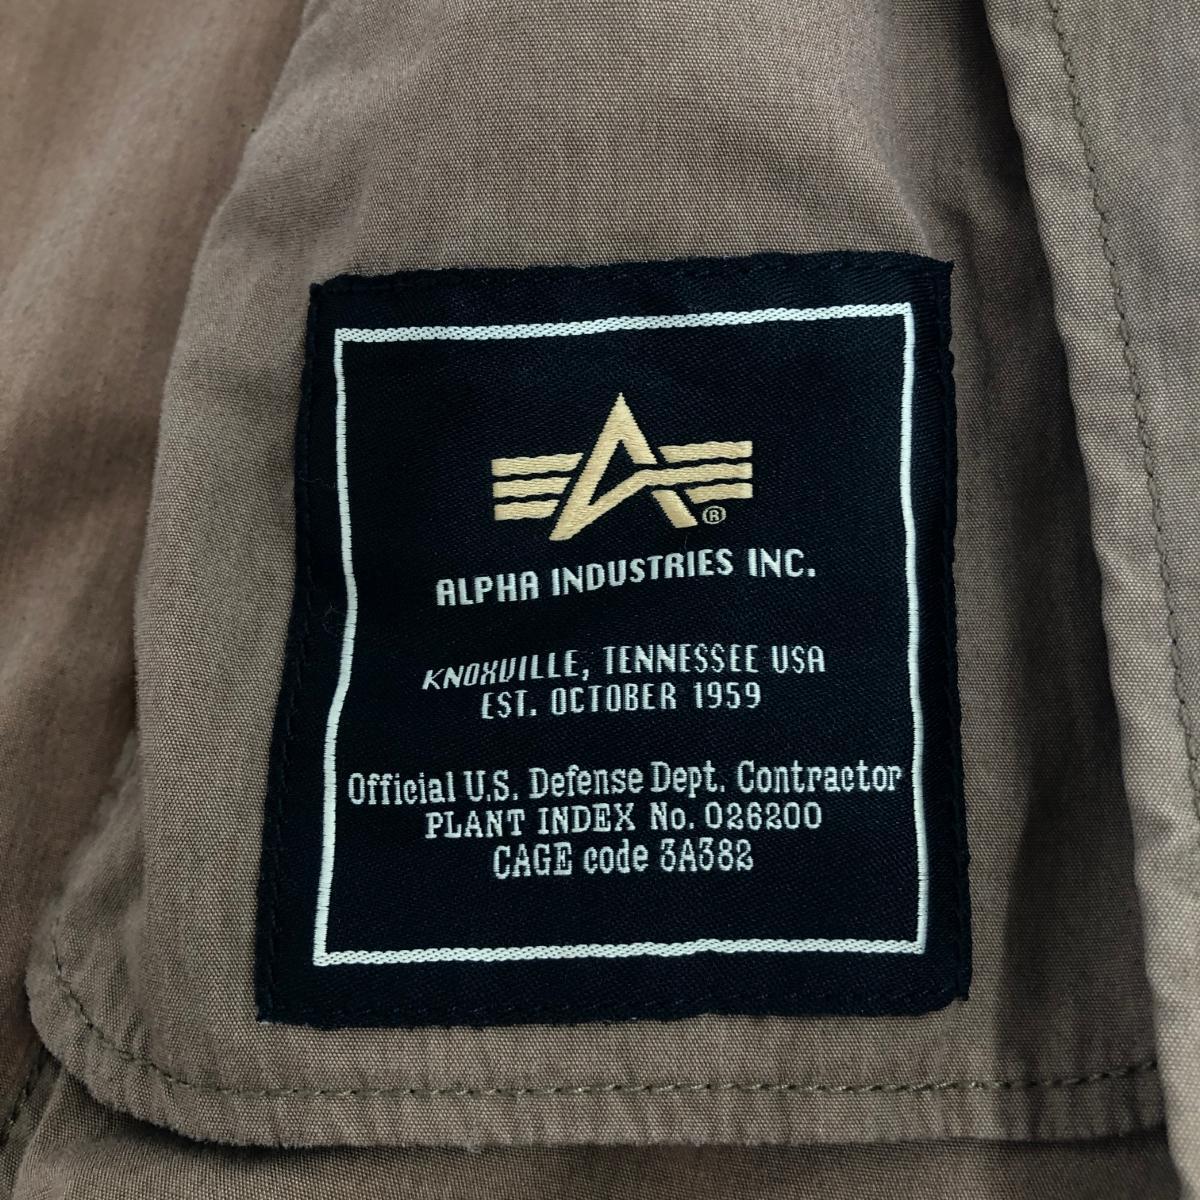 ®
ALPHA INDUSTRIES INC.
KNOXVILLE, TENNESSEE USA
EST. OCTOBER 1959
Official U.S. Defense Dept. Contractor
PLANT INDEX No. 026200
CAGE code 3A382